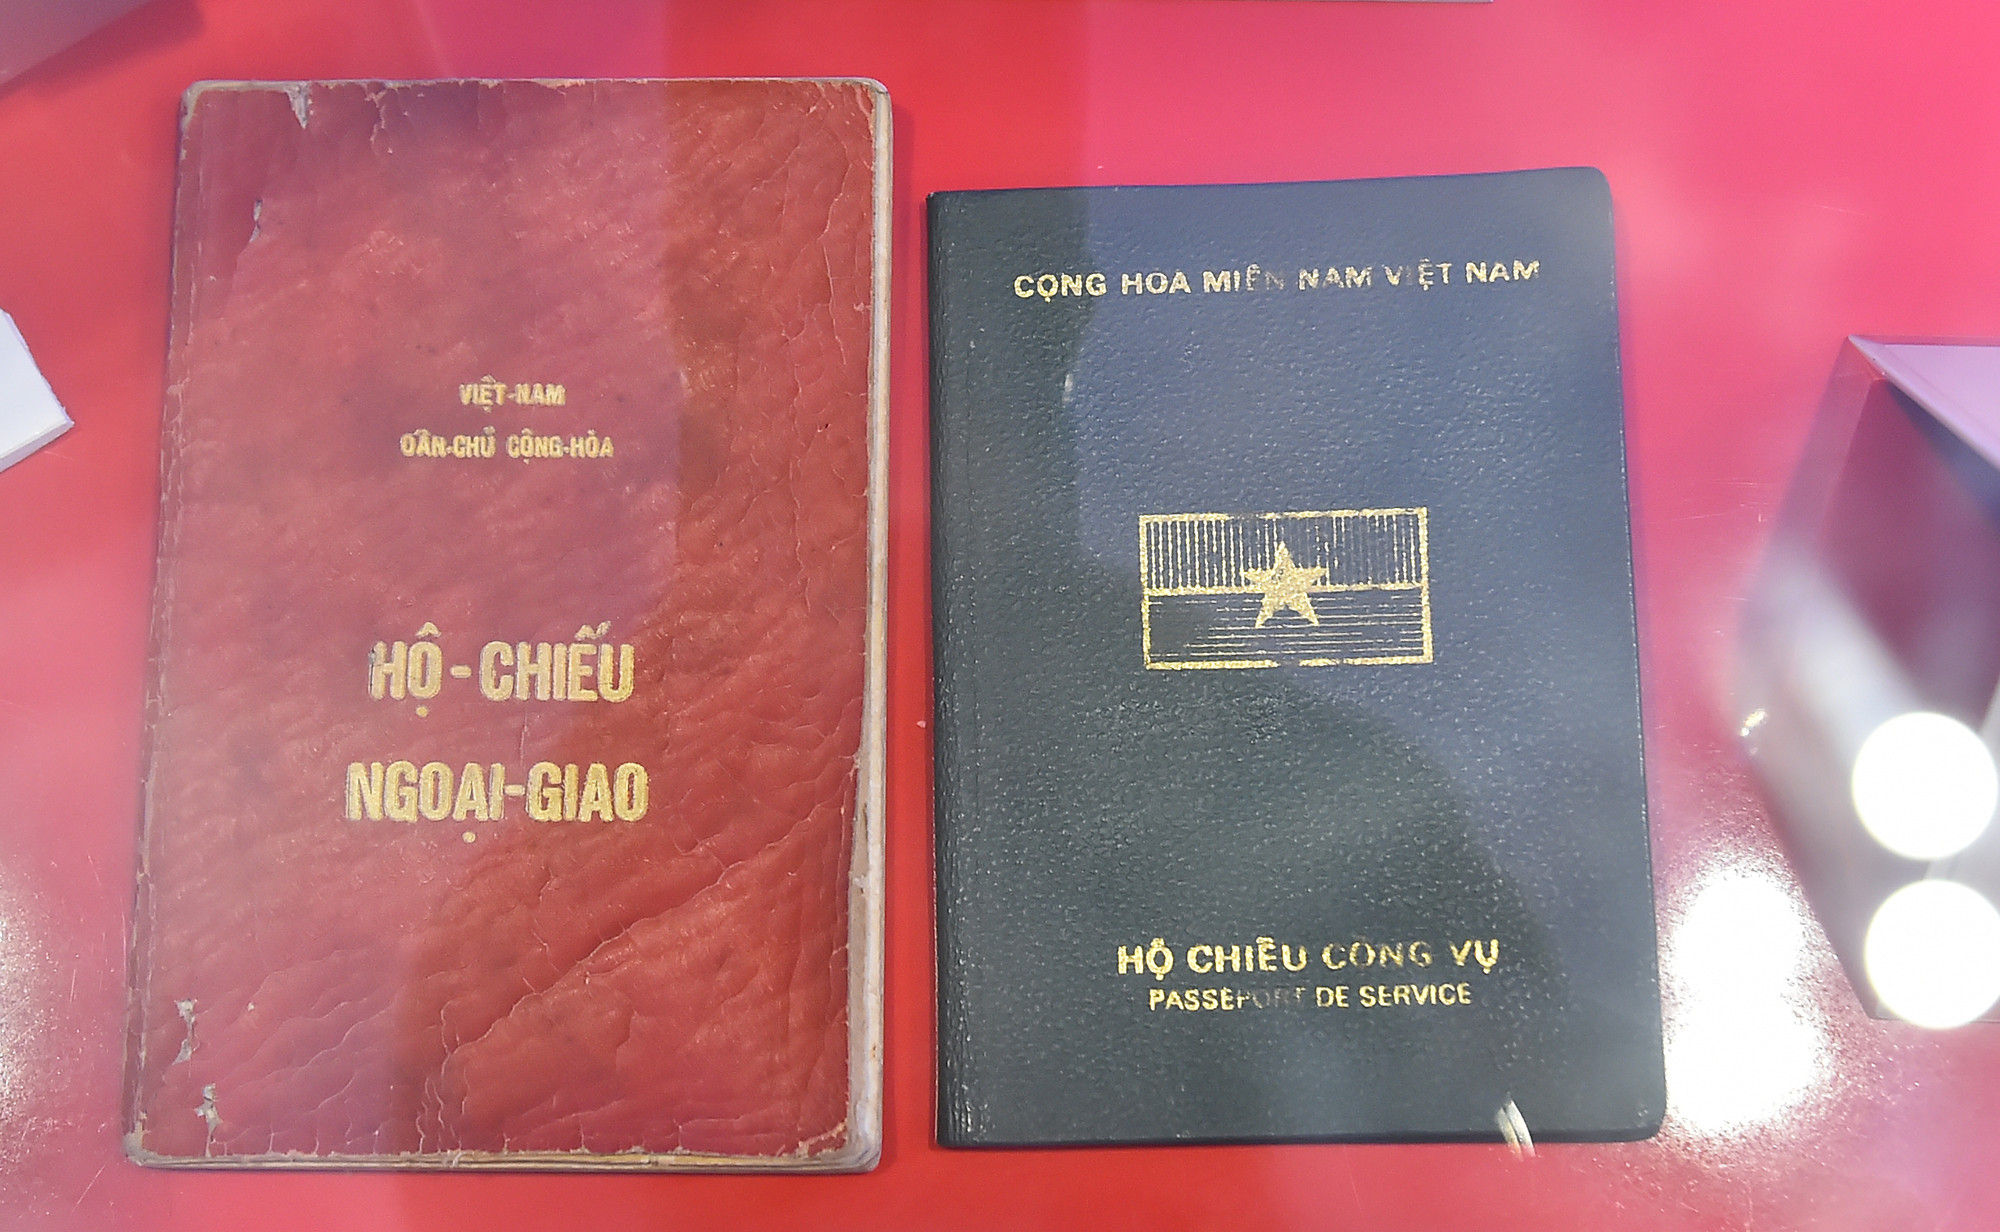 VIỆT-NAM
DÂN-CHỦ CỘNG-HÒA
HỘ-CHIẾU
NGOẠI-GIAO
CỘNG HÒA MIỀN NAM VIỆT NAM
HỘ CHIẾU CÔNG VỤ
PASSEPORT DE SERVICE